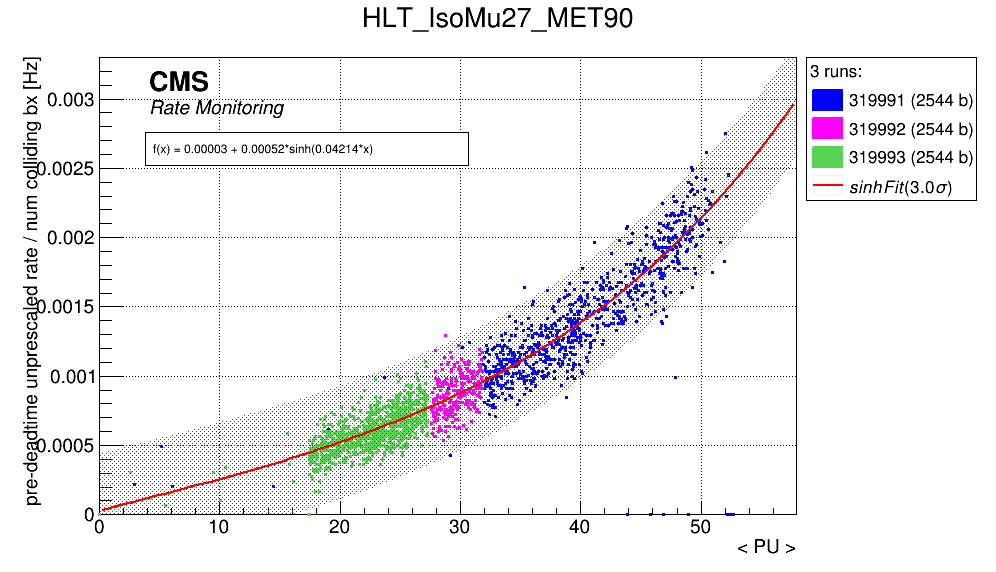 HLT_IsoMu27_MET90
pre-deadtime unprescaled rate / num colliding bx [Hz]
CMS
Rate Monitoring
f(x) = 0.00003 + 0.00052*sinh(0.04214*x)
0.003
0.0025
0.002
0.0015
0.001
0.0005
0
0 10 20 30 40 50
< PU >
3 runs:
319991 (2544 b)
319992 (2544 b)
319993 (2544 b)
sinhFit(3.0σ)